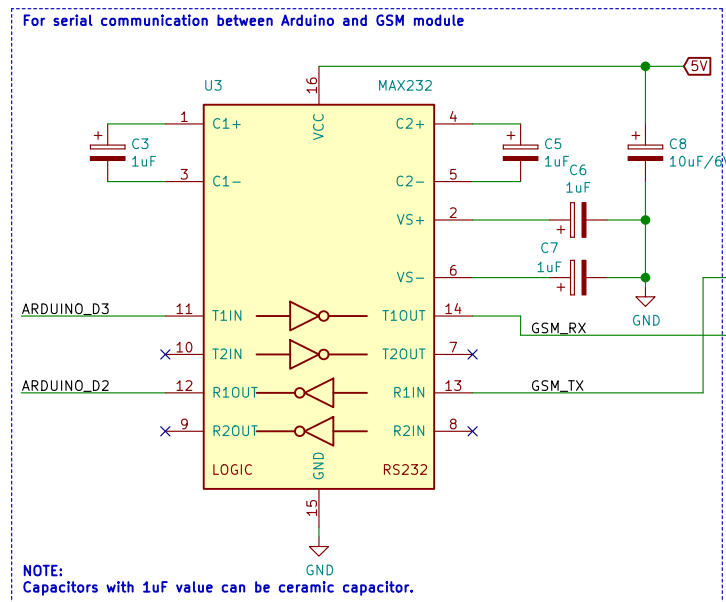 For serial communication between Arduino and GSM module
U3
MAX232
5V
16
VCC
1
C1+
C2+
4
+
C3
1uF
+
C5
1uF
+
C8
10uF/6
3
C1-
C2-
5
C6
1uF
VS+
2
+
C7
1uF
VS-
6
+
GND
ARDUINO_D3
11
T1IN
T1OUT
14
GSM_RX
10
T2IN
T2OUT
7
ARDUINO_D2
12
R1OUT
R1IN
13
GSM_TX
9
R2OUT
R2IN
8
LOGIC
GND
RS232
15
GND
NOTE:
Capacitors with 1uF value can be ceramic capacitor.